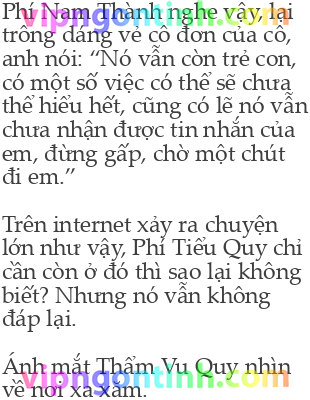 Phí Nam Thành nghe vậy, lại
trông dáng vẻ cô đơn của cô,
anh nói: “Nó vẫn còn trẻ con,
có một số việc có thể sẽ chưa
thể hiểu hết, cũng có lẽ nó vẫn
chưa nhận được tin nhắn của
em, đừng gấp, chờ một chút
đi em.”
Trên internet xảy ra chuyện
lớn như vậy, Phí Tiểu Quy chỉ
cần còn ở đó thì sao lại không
biết? Nhưng nó vẫn không
đáp lại.
Ánh mắt Thẩm Vu Quy nhìn
về nơi xa xăm.
vipngontinh.com
vipngontinh.com